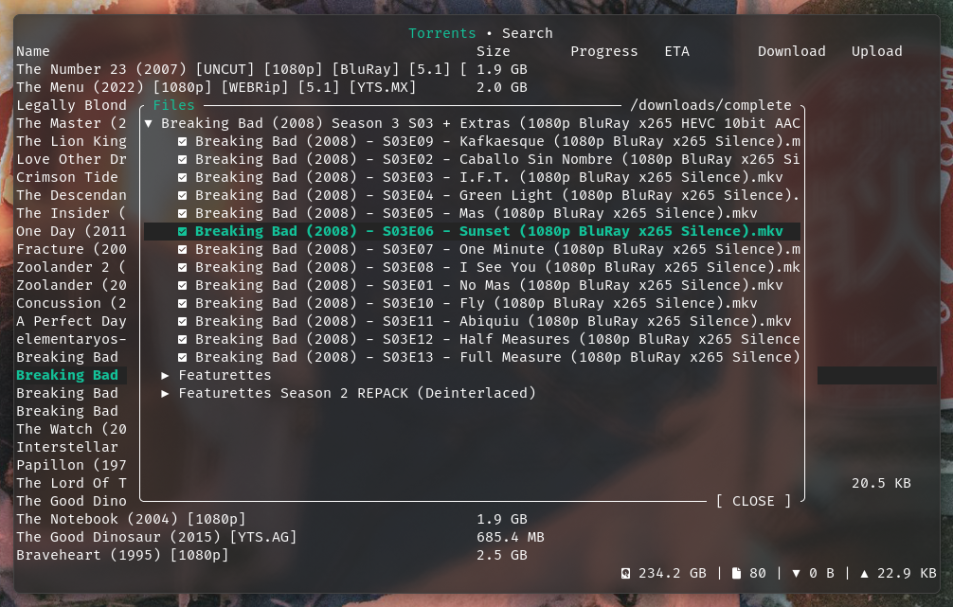 Torrents • Search
Name Size Progress ETA Download Upload
The Number 23 (2007) [UNCUT] [1080p] [BluRay] [5.1] [ 1.9 GB
The Menu (2022) [1080p] [WEBRip] [5.1] [YTS.MX] 2.0 GB
Legally Blond Files /downloads/complete
The Master (2 ▼ Breaking Bad (2008) Season 3 S03 + Extras (1080p BluRay x265 HEVC 10bit AAC
The Lion King Breaking Bad (2008) - S03E09 - Kafkaesque (1080p BluRay x265 Silence).m
Love Other Dr Breaking Bad (2008) - S03E02 - Caballo Sin Nombre (1080p BluRay x265 Si
Crimson Tide Breaking Bad (2008) - S03E03 - I.F.T. (1080p BluRay x265 Silence).mkv
The Descendan Breaking Bad (2008) - S03E04 - Green Light (1080p BluRay x265 Silence).
The Insider ( Breaking Bad (2008) - S03E05 - Mas (1080p BluRay x265 Silence).mkv
One Day (2011 Breaking Bad (2008) - S03E06 - Sunset (1080p BluRay x265 Silence).mkv
Fracture (200 Breaking Bad (2008) - S03E07 - One Minute (1080p BluRay x265 Silence).m
Zoolander 2 ( Breaking Bad (2008) - S03E08 - I See You (1080p BluRay x265 Silence).mk
Zoolander (20 Breaking Bad (2008) - S03E01 - No Mas (1080p BluRay x265 Silence).mkv
Concussion (2 Breaking Bad (2008) - S03E10 - Fly (1080p BluRay x265 Silence).mkv
A Perfect Day Breaking Bad (2008) - S03E11 - Abiquiu (1080p BluRay x265 Silence).mkv
elementaryos- Breaking Bad (2008) - S03E12 - Half Measures (1080p BluRay x265 Silence
Breaking Bad Breaking Bad (2008) - S03E13 - Full Measure (1080p BluRay x265 Silence)
Breaking Bad ▶ Featurettes
Breaking Bad ▶ Featurettes Season 2 REPACK (Deinterlaced)
Breaking Bad
The Watch (20
Interstellar
Papillon (197
The Lord Of T 20.5 KB
The Good Dino [ CLOSE ]
The Notebook (2004) [1080p] 1.9 GB
The Good Dinosaur (2015) [YTS.AG] 685.4 MB
Braveheart (1995) [1080p] 2.5 GB
234.2 GB | 80 | ▼ 0 B | ▲ 22.9 KB